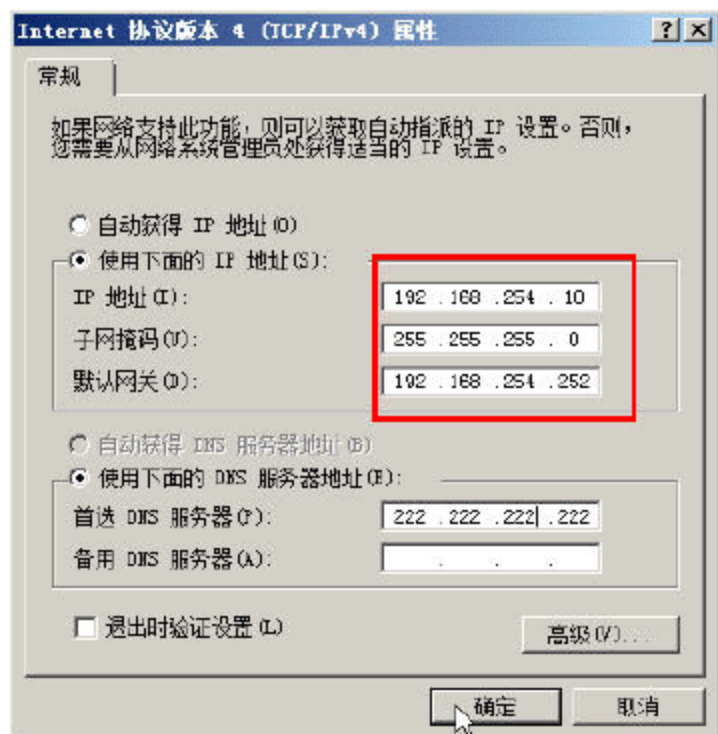 Internet 协议版本 4 (TCP/IPv4) 属性
常规
如果网络支持此功能，则可以获取自动指派的 IP 设置。否则，
您需要从网络系统管理员处获得适当的 IP 设置。
自动获得 IP 地址(O)
使用下面的 IP 地址(S):
IP 地址(I): 192 .168 .254 . 10
子网掩码(U): 255 .255 .255 . 0
默认网关(D): 192 .168 .254 .252
自动获得 DNS 服务器地址(B)
使用下面的 DNS 服务器地址(E):
首选 DNS 服务器(P): 222 .222 .222 .222
备用 DNS 服务器(A): . . .
退出时验证设置(L)
高级(V)...
确定 取消